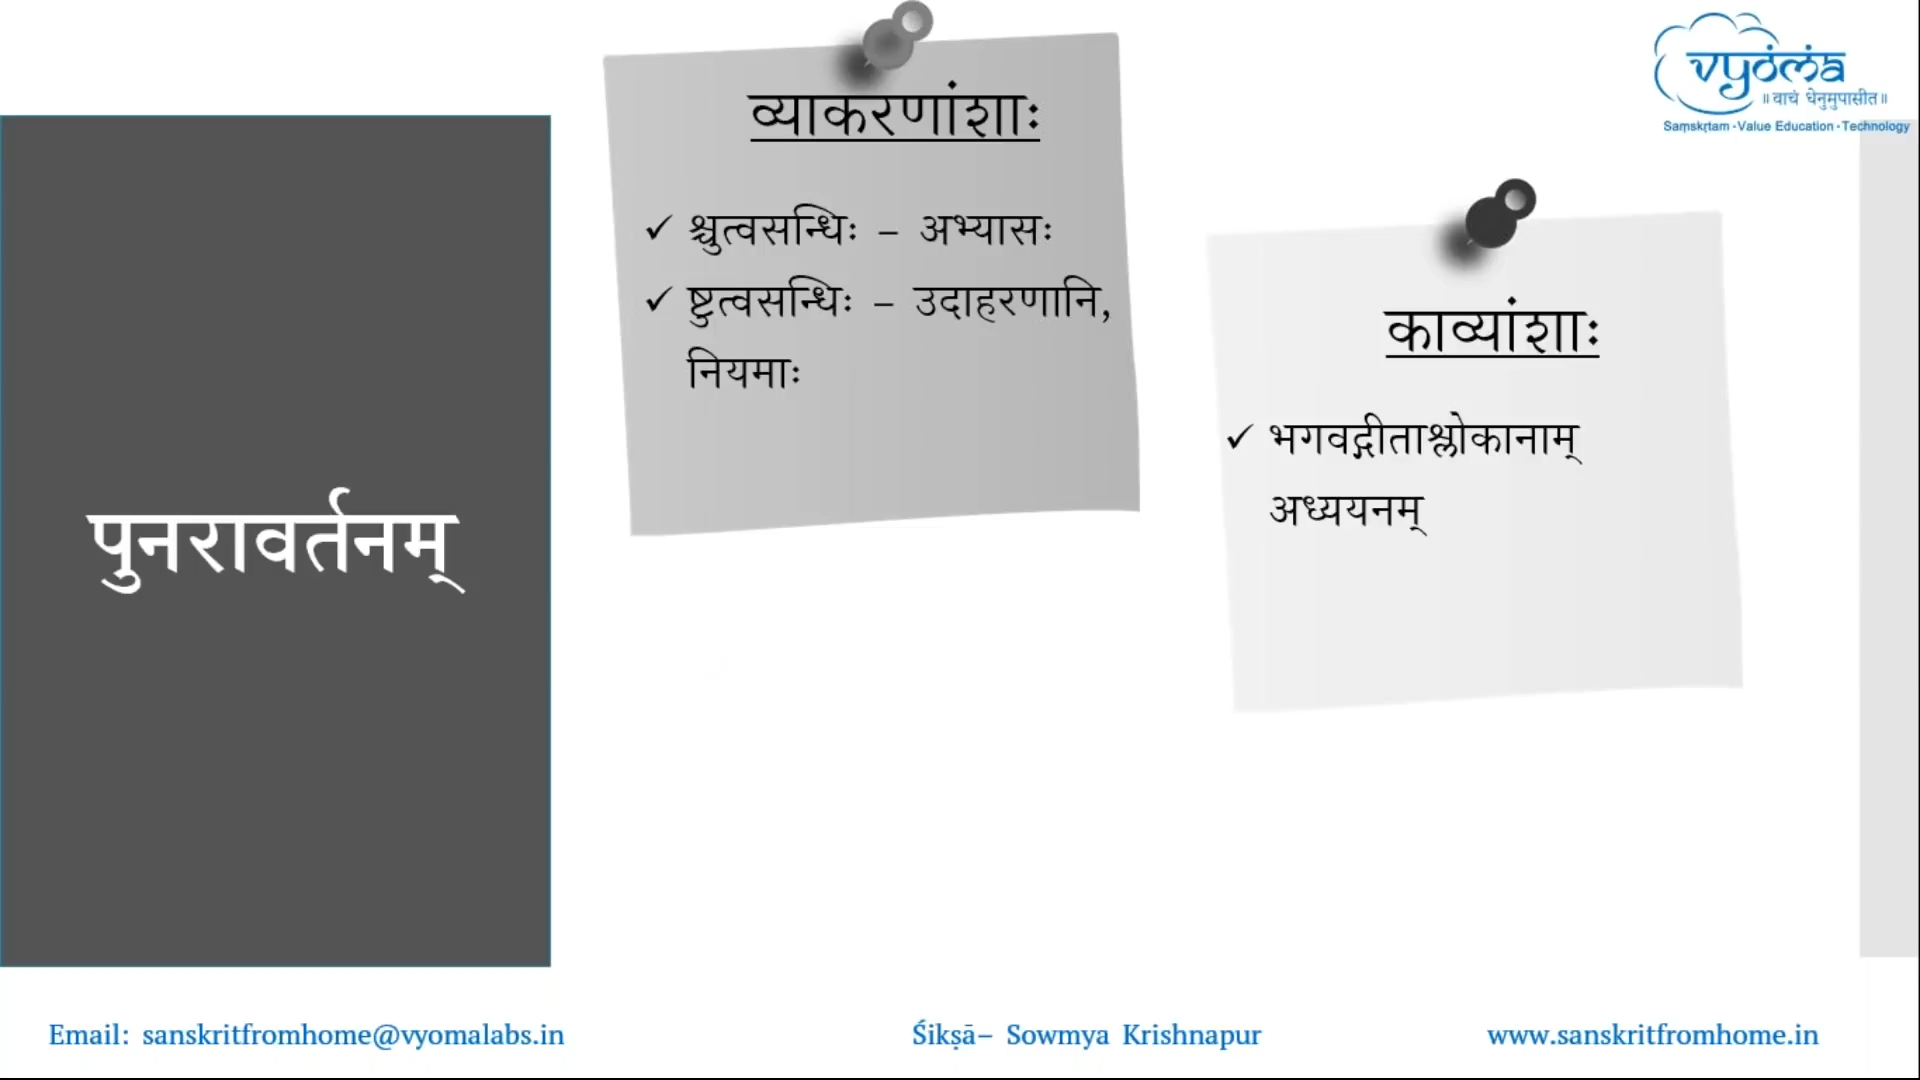 व्याकरणांशाः
✓ श्चुत्वसन्धिः – अभ्यासः
✓ ष्टुत्वसन्धिः – उदाहरणानि,
नियमाः
vyoma
॥ वाचं धेनुमुपासीत॥
Saṃskṛtam - Value Education - Technology
काव्यांशाः
✓ भगवद्गीताश्लोकानाम्
अध्ययनम्
पुनरावर्तनम्
Email: sanskritfromhome@vyomalabs.in
Śikṣā– Sowmya Krishnapur
www.sanskritfromhome.in